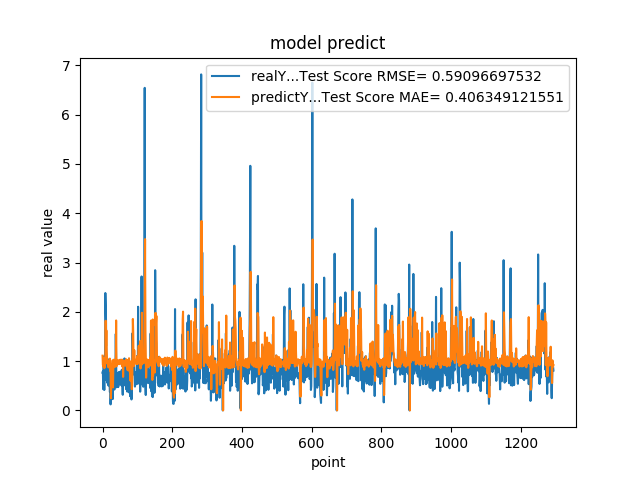 model predict
realY...Test Score RMSE= 0.59096697532
predictY...Test Score MAE= 0.406349121551
real value
7
6
5
4
3
2
1
0
0 200 400 600 800 1000 1200
point